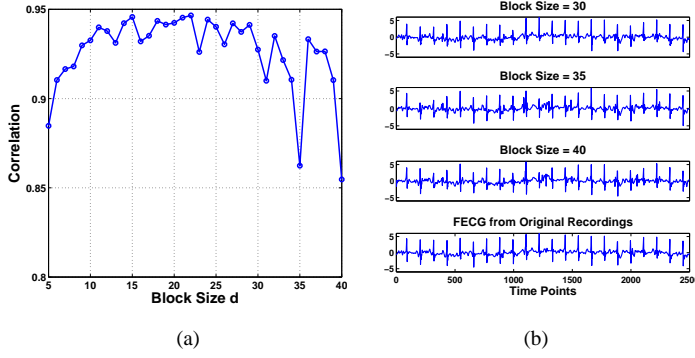 0.95
0.9
0.85
0.8
Correlation
5 10 15 20 25 30 35 40
Block Size d
(a)
Block Size = 30
5
0
-5
Block Size = 35
5
0
-5
Block Size = 40
5
0
-5
FECG from Original Recordings
5
0
-5
0 500 1000 1500 2000 250
Time Points
(b)